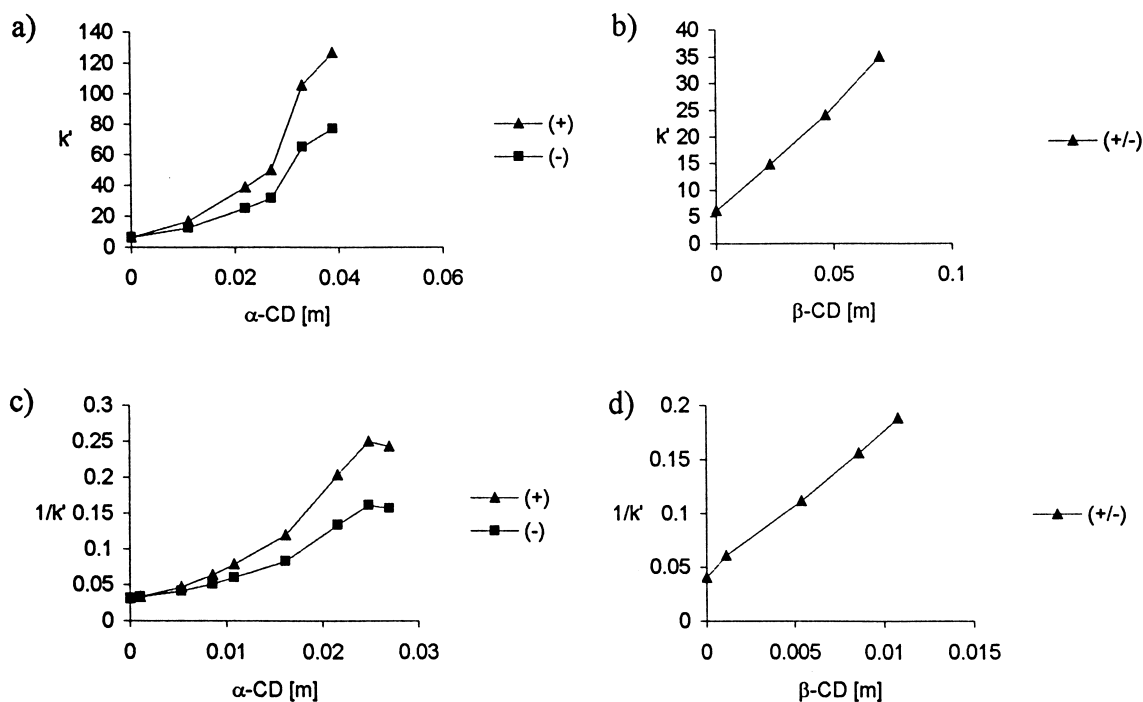 a)
140
120
100
80
60
40
20
0
k'
0 0.02 0.04 0.06
α-CD [m]
(+)
(-)
b)
40
35
30
25
20
15
10
5
0
k'
0 0.05 0.1
β-CD [m]
(+/-)
c)
0.3
0.25
0.2
1/k' 0.15
0.1
0.05
0
0 0.01 0.02 0.03
α-CD [m]
(+)
(-)
d)
0.2
0.15
1/k' 0.1
0.05
0
0 0.005 0.01 0.015
β-CD [m]
(+/-)